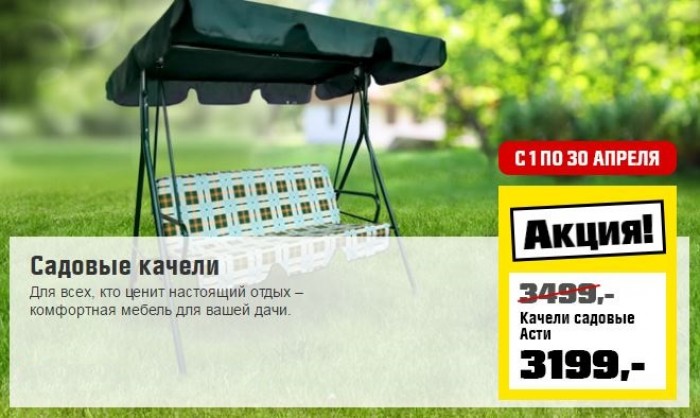 С 1 ПО 30 АПРЕЛЯ
Акция!
Садовые качели
Для всех, кто ценит настоящий отдых –
комфортная мебель для вашей дачи.
3499,-
Качели садовые
Асти
3199,-